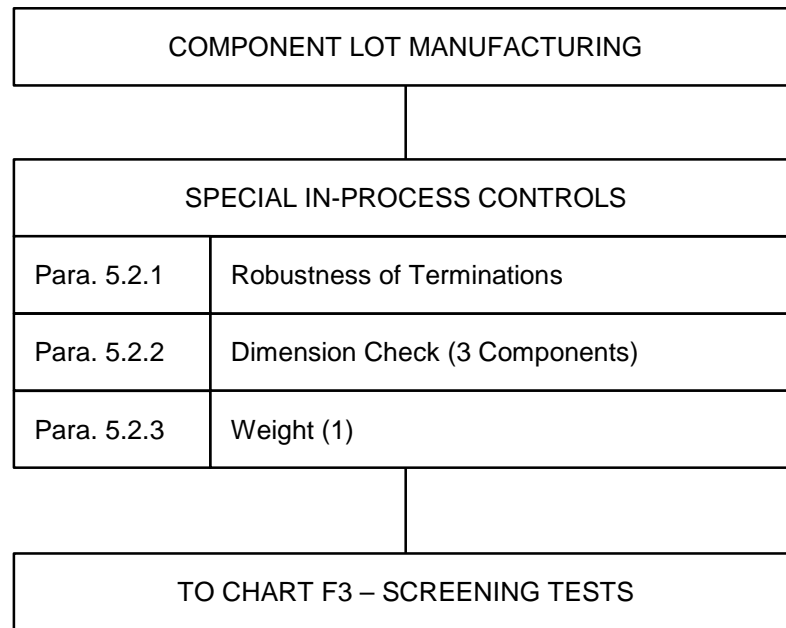 COMPONENT LOT MANUFACTURING
SPECIAL IN-PROCESS CONTROLS
Para. 5.2.1 Robustness of Terminations
Para. 5.2.2 Dimension Check (3 Components)
Para. 5.2.3 Weight (1)
TO CHART F3 – SCREENING TESTS